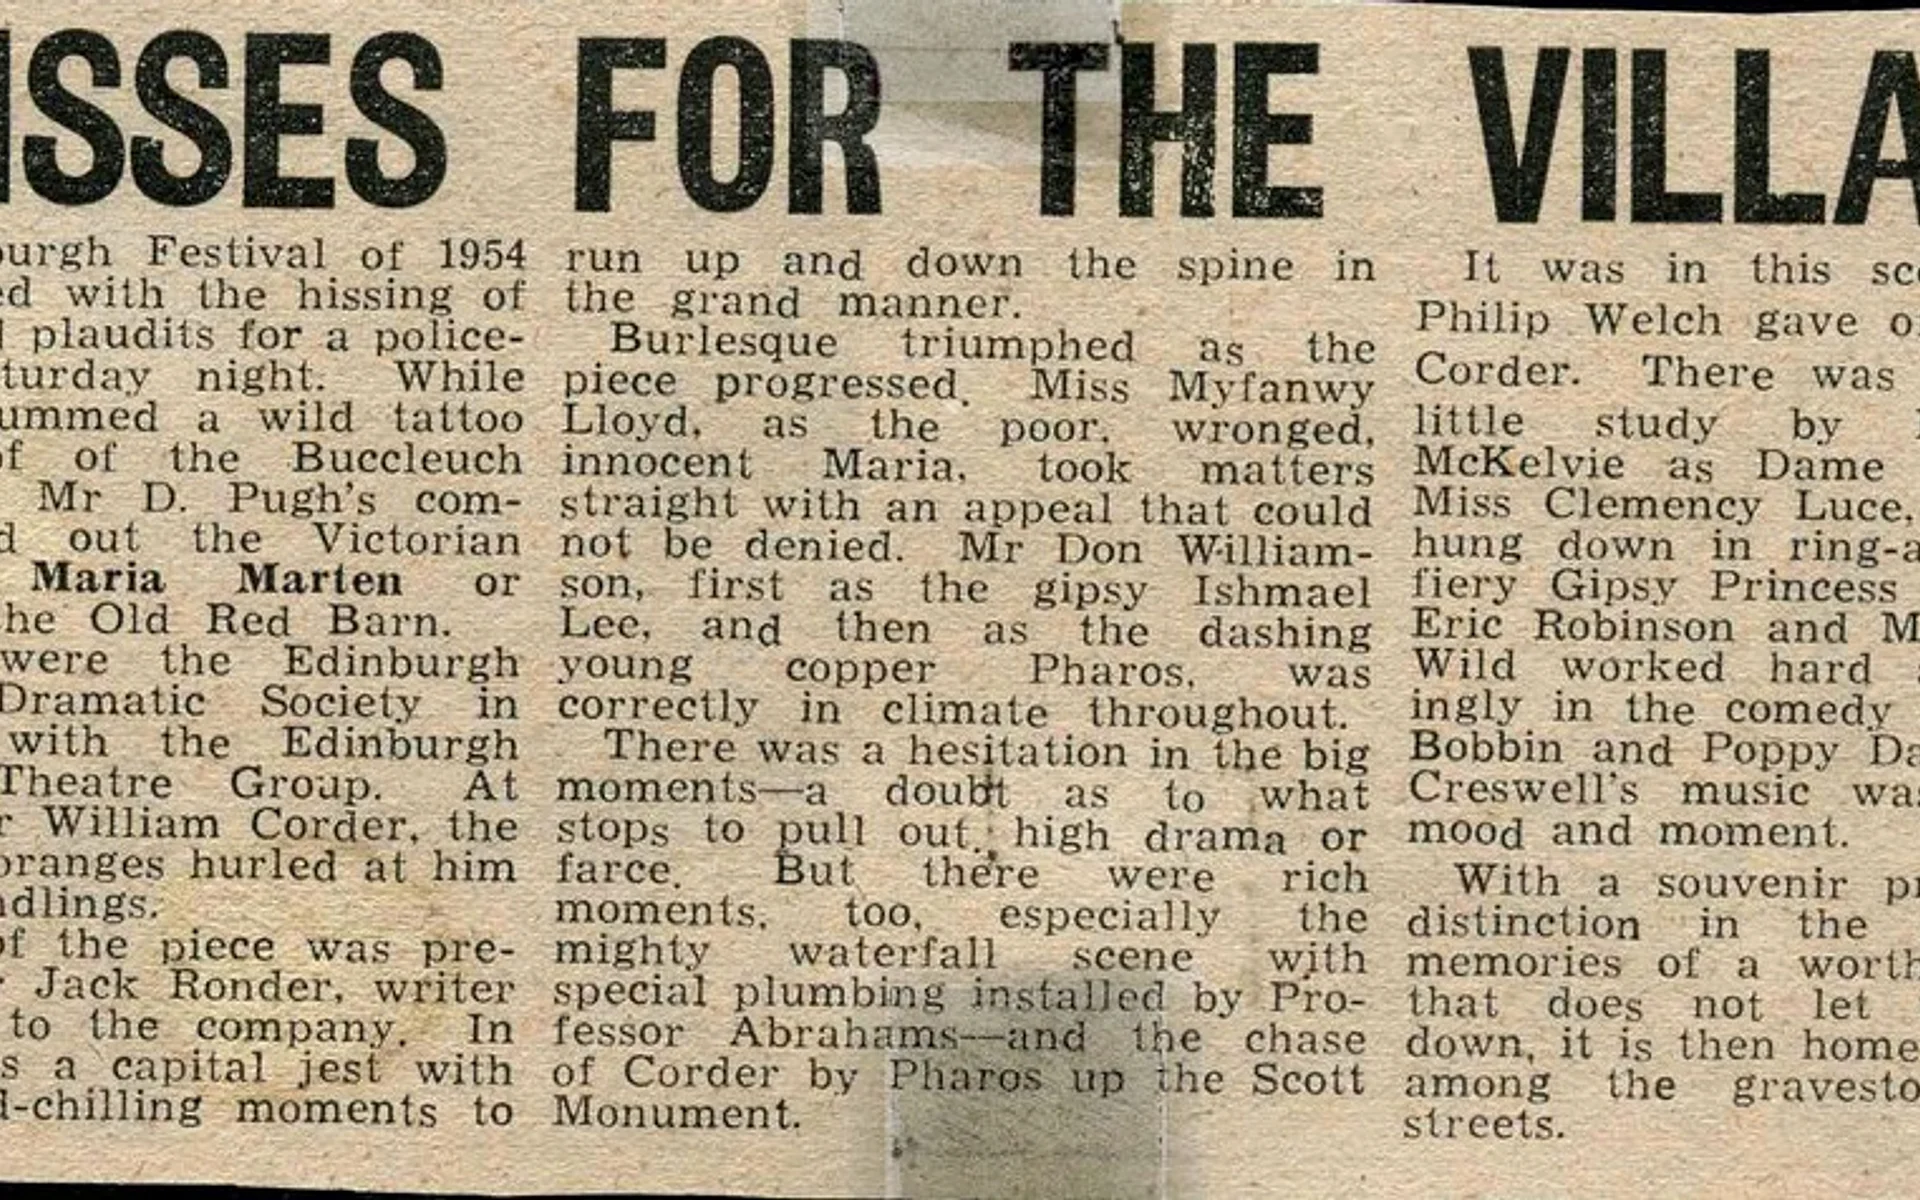 ISSES FOR THE VILLA
burgh Festival of 1954
ed with the hissing of
plaudits for a police-
turday night. While
ummed a wild tattoo
of of the Buccleuch
Mr D. Pugh's com-
d out the Victorian
Maria Marten or
he Old Red Barn.
were the Edinburgh
Dramatic Society in
with the Edinburgh
Theatre Group. At
r William Corder, the
oranges hurled at him
ndlings.
of the piece was pre-
r Jack Ronder, writer
to the company. In
s a capital jest with
d-chilling moments to
run up and down the spine in
the grand manner.
Burlesque triumphed as the
piece progressed. Miss Myfanwy
Lloyd, as the poor, wronged,
innocent Maria, took matters
straight with an appeal that could
not be denied. Mr Don William-
son, first as the gipsy Ishmael
Lee, and then as the dashing
young copper Pharos, was
correctly in climate throughout.
There was a hesitation in the big
moments—a doubt as to what
stops to pull out, high drama or
farce. But there were rich
moments, too, especially the
mighty waterfall scene with
special plumbing installed by Pro-
fessor Abrahams—and the chase
of Corder by Pharos up the Scott
Monument.
It was in this sce
Philip Welch gave o
Corder. There was
little study by
McKelvie as Dame
Miss Clemency Luce,
hung down in ring-a
fiery Gipsy Princess
Eric Robinson and M
Wild worked hard
ingly in the comedy
Bobbin and Poppy Da
Creswell's music was
mood and moment.
With a souvenir pr
distinction in the
memories of a worth
that does not let
down, it is then home
among the gravesto
streets.